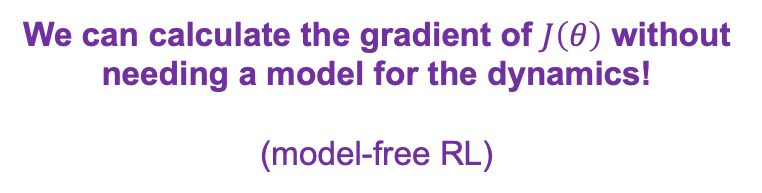 We can calculate the gradient of J(θ) without
needing a model for the dynamics!
(model-free RL)